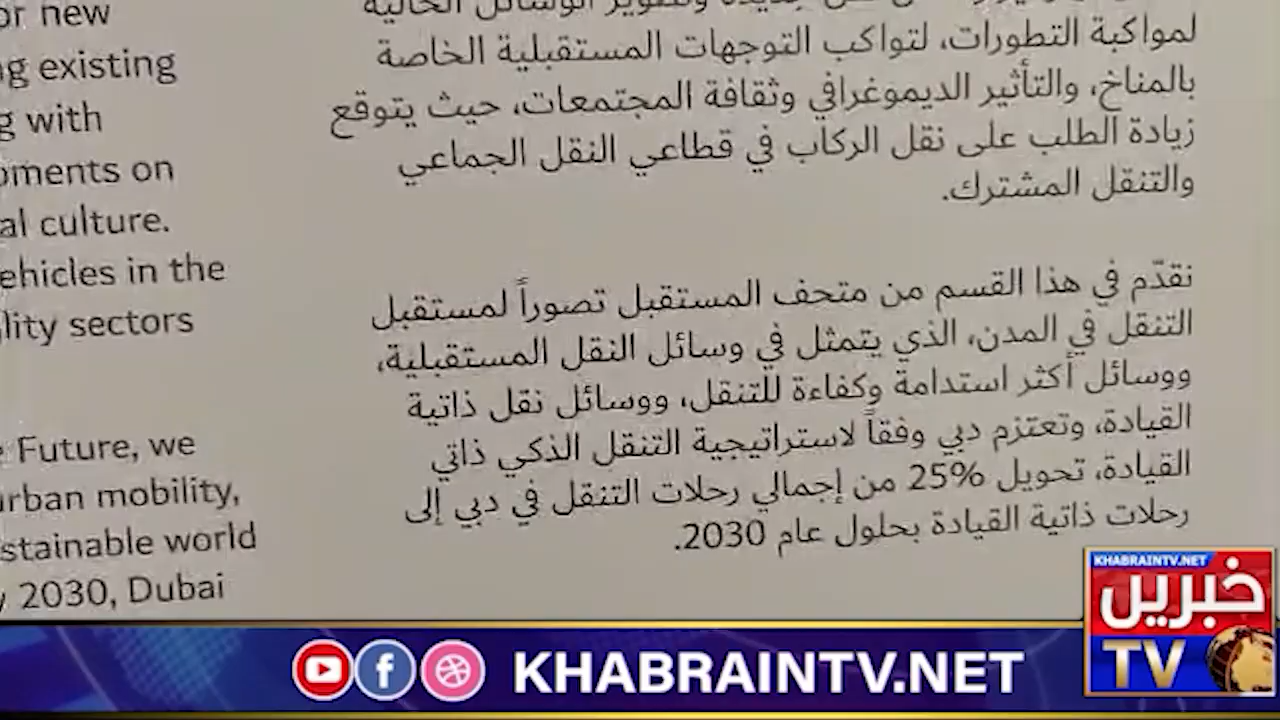 or new
ng existing
g with
oments on
al culture.
ehicles in the
lity sectors
e Future, we
urban mobility,
stainable world
y 2030, Dubai
الوسائل الحالية
لمواكبة التطورات، لتواكب التوجهات المستقبلية الخاصة
بالمناخ، والتأثير الديموغرافي وثقافة المجتمعات، حيث يتوقع
زيادة الطلب على نقل الركاب في قطاعي النقل الجماعي
والتنقل المشترك.
نقدّم في هذا القسم من متحف المستقبل تصوراً لمستقبل
التنقل في المدن، الذي يتمثل في وسائل النقل المستقبلية،
ووسائل أكثر استدامة وكفاءة للتنقل، ووسائل نقل ذاتية
القيادة، وتعتزم دبي وفقاً لاستراتيجية التنقل الذكي ذاتي
القيادة، تحويل 25% من إجمالي رحلات التنقل في دبي إلى
رحلات ذاتية القيادة بحلول عام 2030.
KHABRAINTV.NET
خبریں
TV
KHABRAINTV.NET